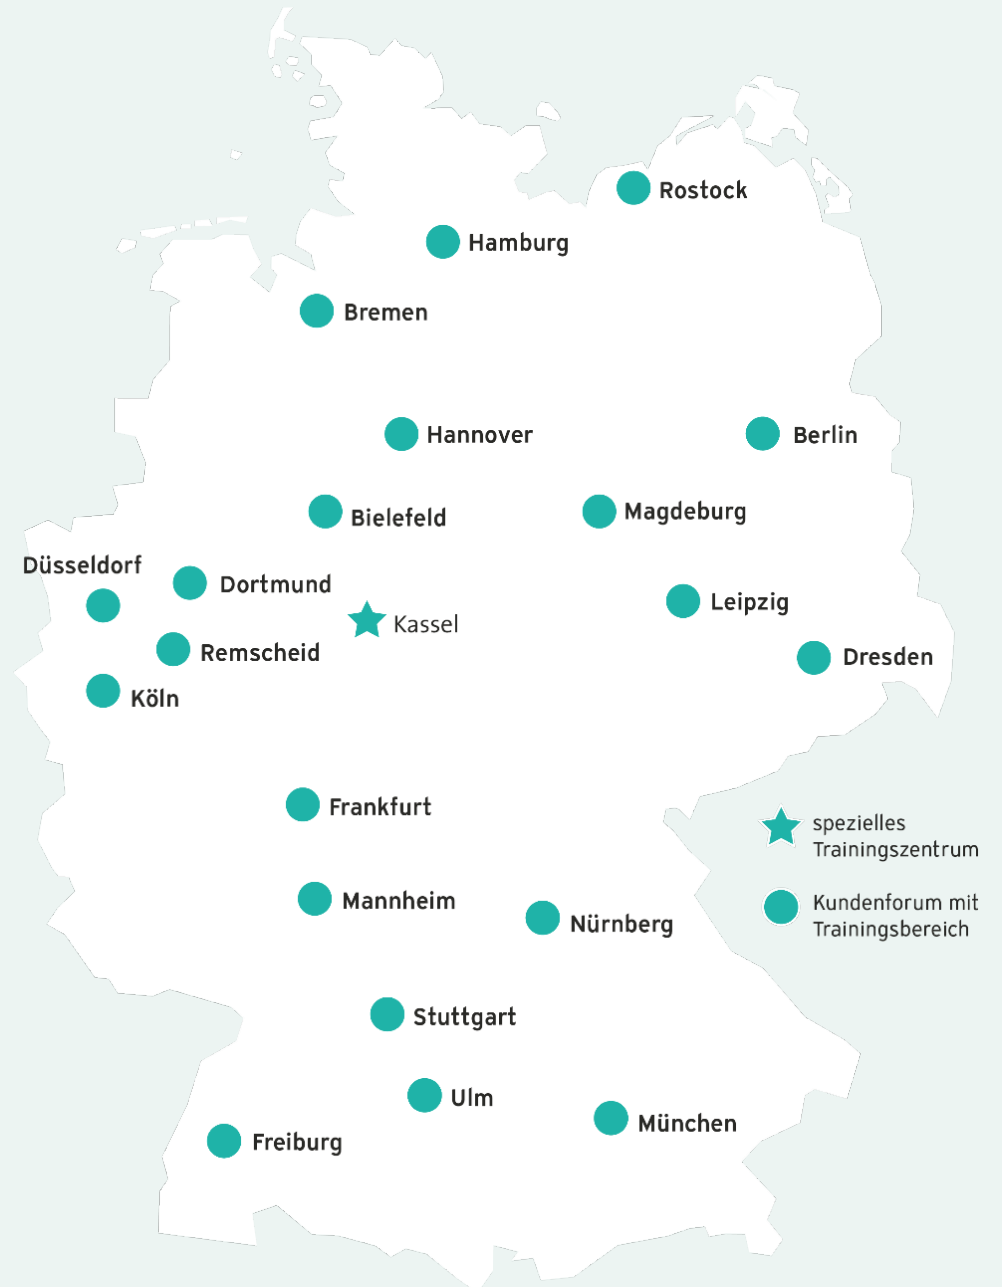 Rostock
Hamburg
Bremen
Hannover
Berlin
Bielefeld
Magdeburg
Düsseldorf
Dortmund
Leipzig
Kassel
Remscheid
Dresden
Köln
Frankfurt
spezielles
Trainingszentrum
Mannheim
Kundenforum mit
Trainingsbereich
Nürnberg
Stuttgart
Ulm
München
Freiburg